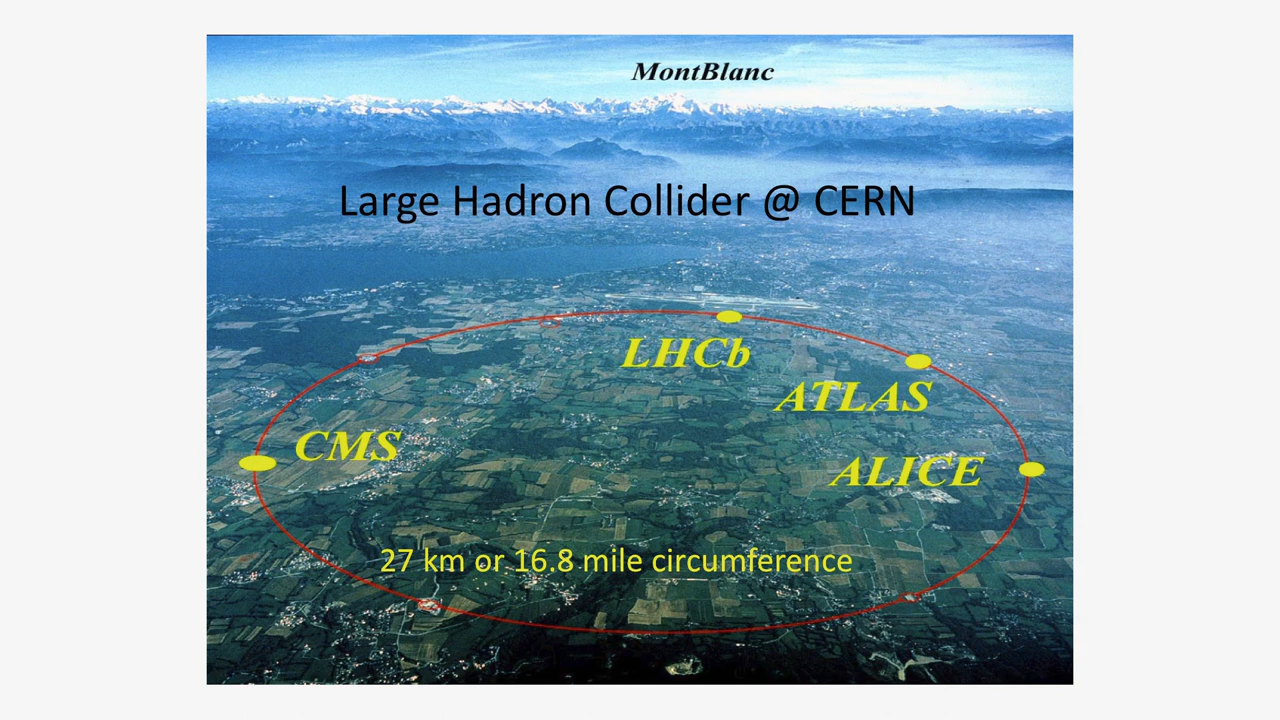 MontBlanc
Large Hadron Collider @ CERN
LHCb
ATLAS
CMS
ALICE
27 km or 16.8 mile circumference